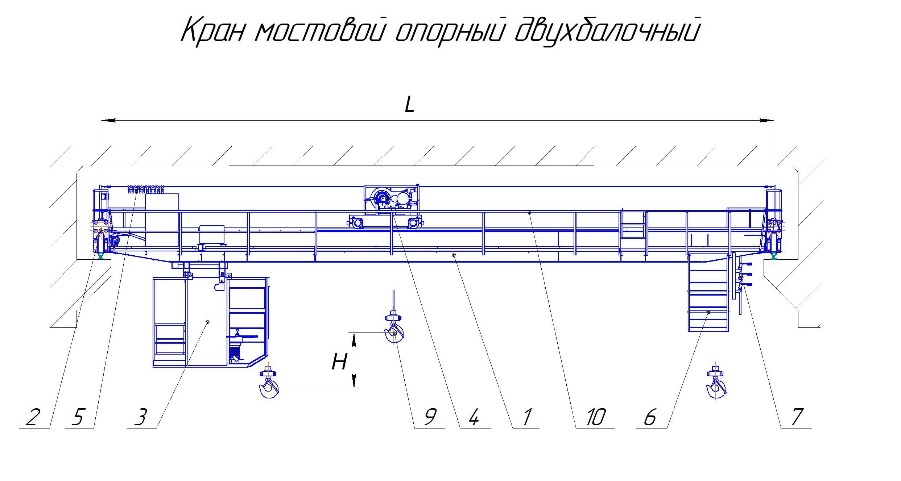 Кран мостовой опорный двухбалочный
L
H
2 5 3 9 4 1 10 6 7